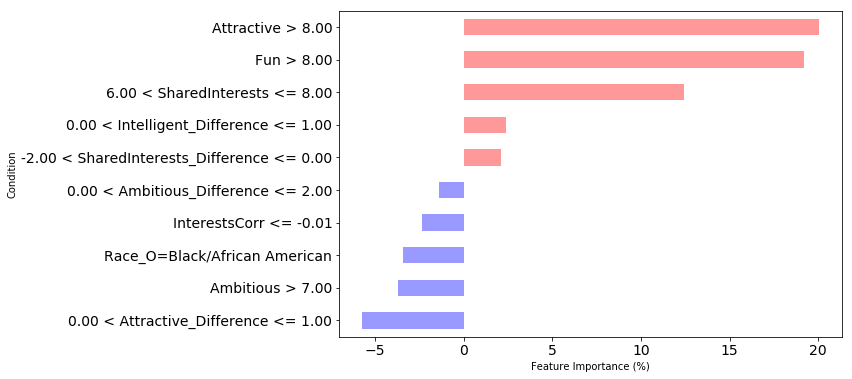 Attractive > 8.00
Fun > 8.00
6.00 < SharedInterests <= 8.00
0.00 < Intelligent_Difference <= 1.00
-2.00 < SharedInterests_Difference <= 0.00
0.00 < Ambitious_Difference <= 2.00
InterestsCorr <= -0.01
Race_O=Black/African American
Ambitious > 7.00
0.00 < Attractive_Difference <= 1.00
Condition
−5 0 5 10 15 20
Feature Importance (%)